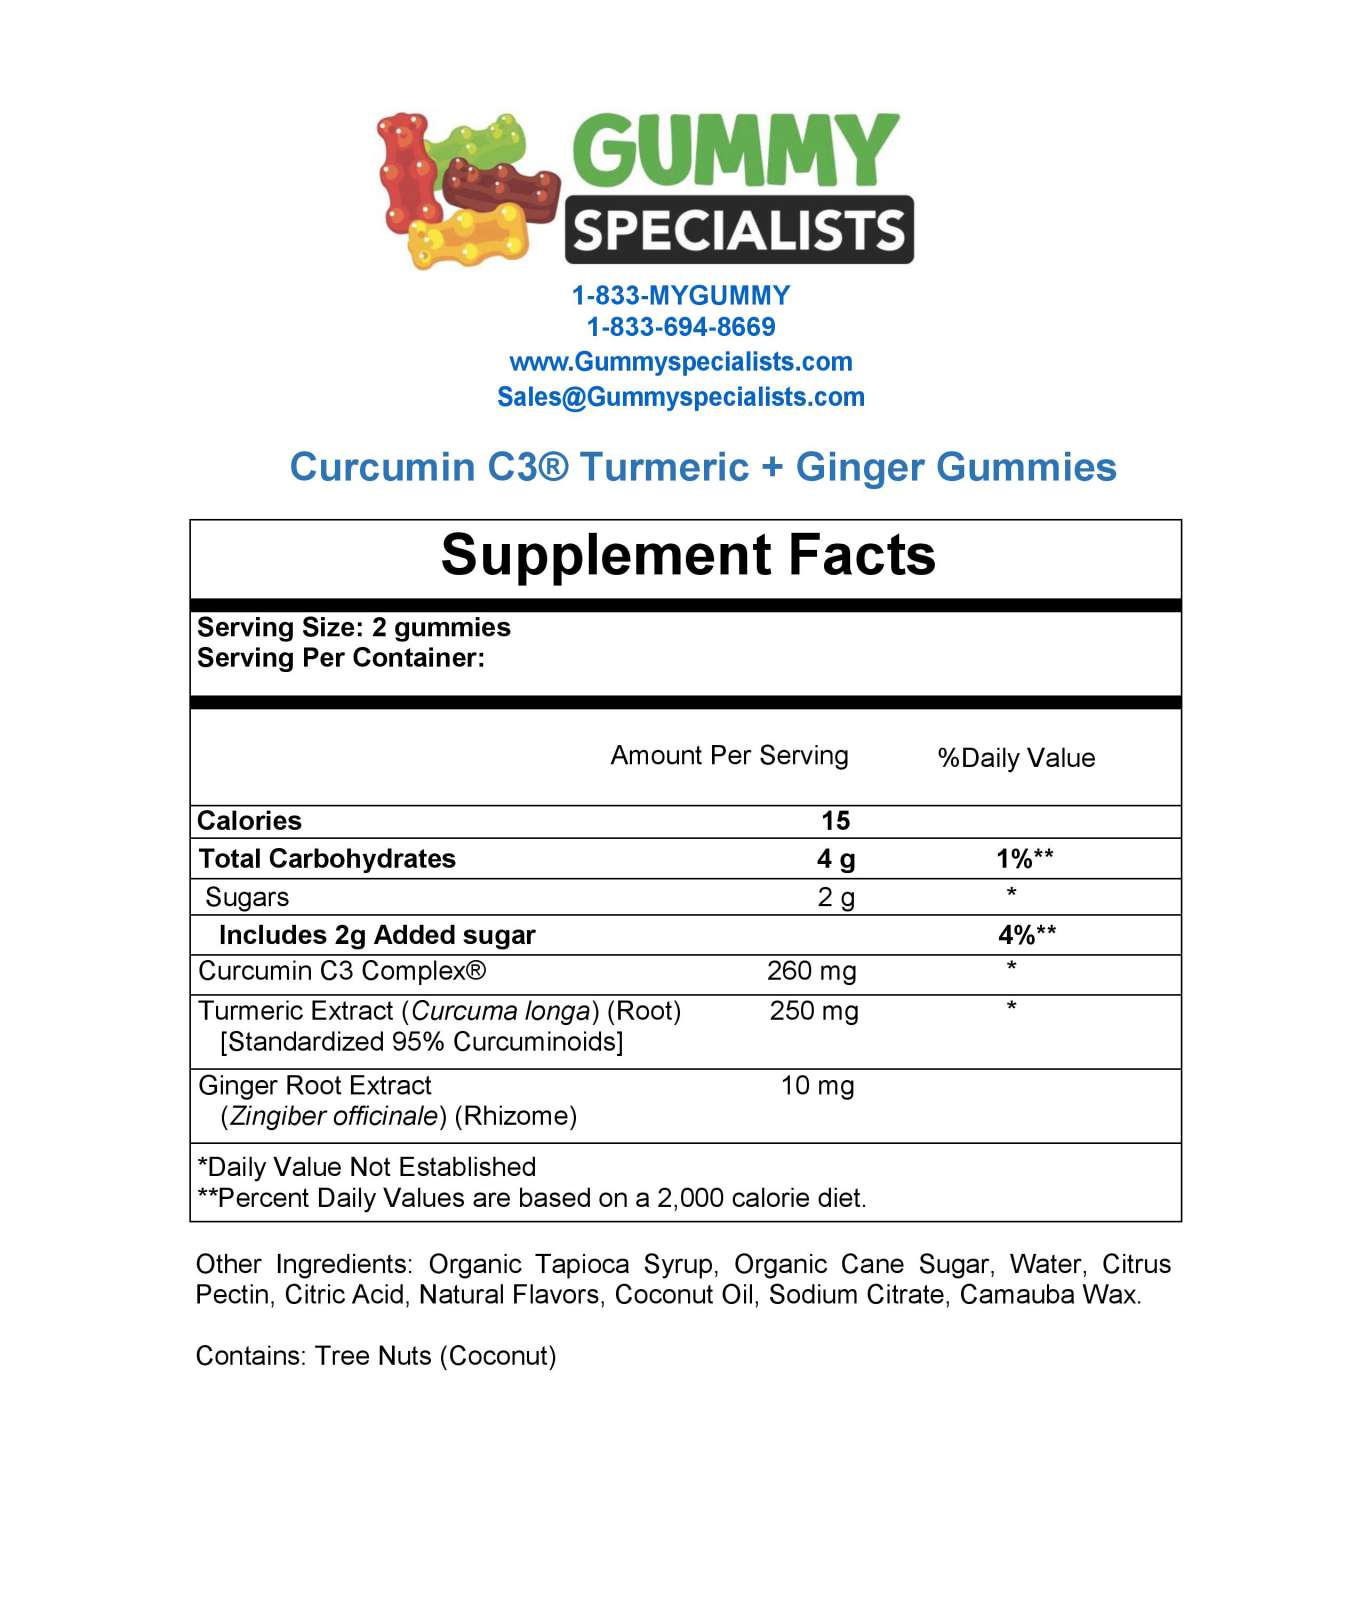 GUMMY
SPECIALISTS
1-833-MYGUMMY
1-833-694-8669
www.Gummyspecialists.com
Sales@Gummyspecialists.com
Curcumin C3® Turmeric + Ginger Gummies
Supplement Facts
Serving Size: 2 gummies
Serving Per Container:
Amount Per Serving %Daily Value
Calories 15
Total Carbohydrates 4 g 1%**
Sugars 2 g *
Includes 2g Added sugar 4%**
Curcumin C3 Complex® 260 mg *
Turmeric Extract (Curcuma longa) (Root) 250 mg *
[Standardized 95% Curcuminoids]
Ginger Root Extract 10 mg
(Zingiber officinale) (Rhizome)
*Daily Value Not Established
**Percent Daily Values are based on a 2,000 calorie diet.
Other Ingredients: Organic Tapioca Syrup, Organic Cane Sugar, Water, Citrus
Pectin, Citric Acid, Natural Flavors, Coconut Oil, Sodium Citrate, Camauba Wax.
Contains: Tree Nuts (Coconut)